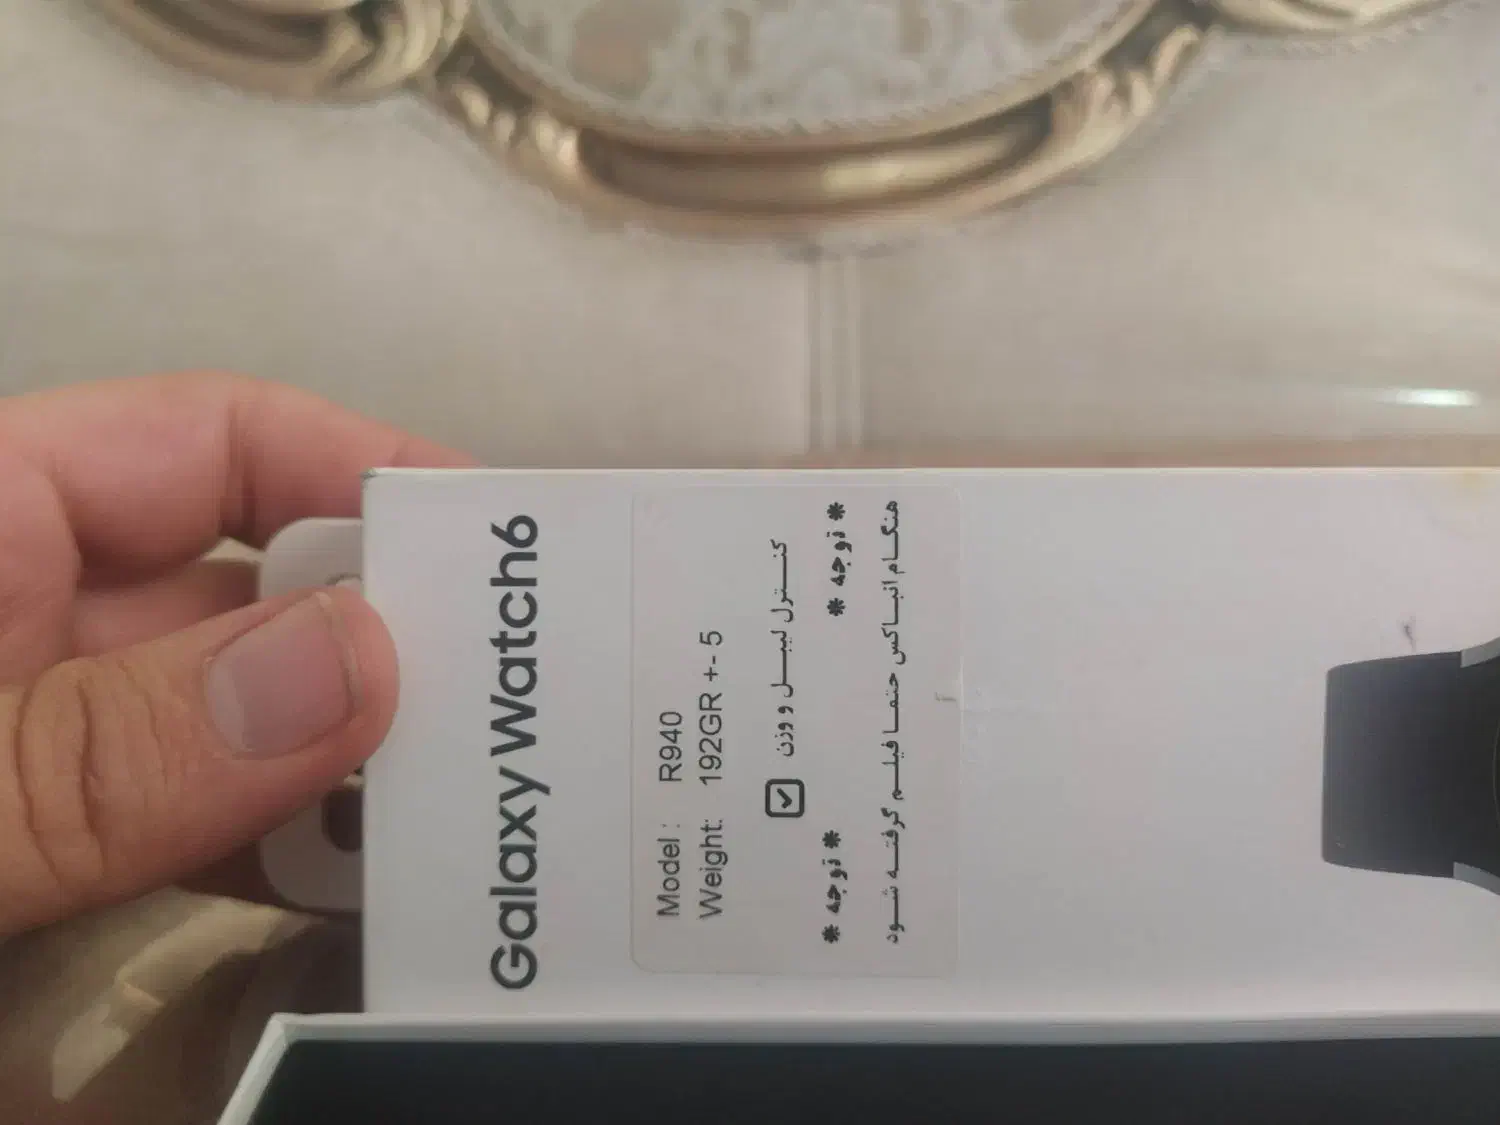 Galaxy Watch6
Model : R940
Weight: 192GR +- 5
کنترل لیبل و وزن
* توجه * * توجه *
هنگام انباکس حتما فیلم گرفته شود